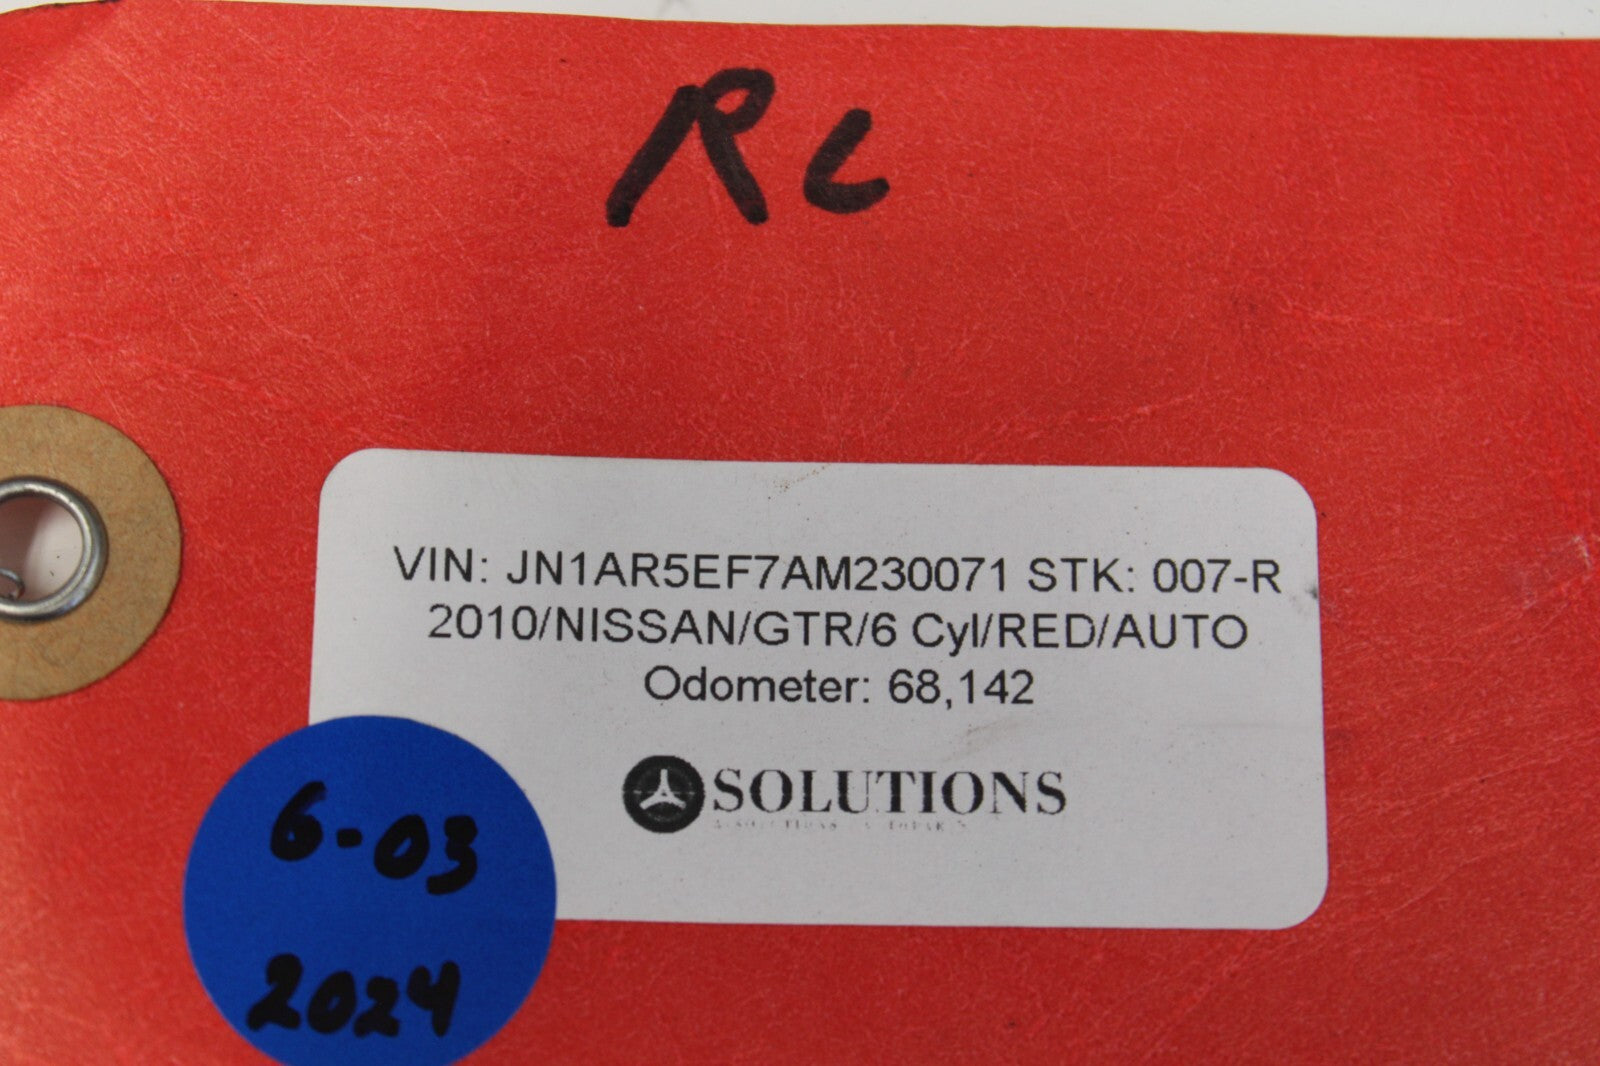 RL
VIN: JN1AR5EF7AM230071 STK: 007-R
2010/NISSAN/GTR/6 Cyl/RED/AUTO
Odometer: 68,142
SOLUTIONS
6-03
2024